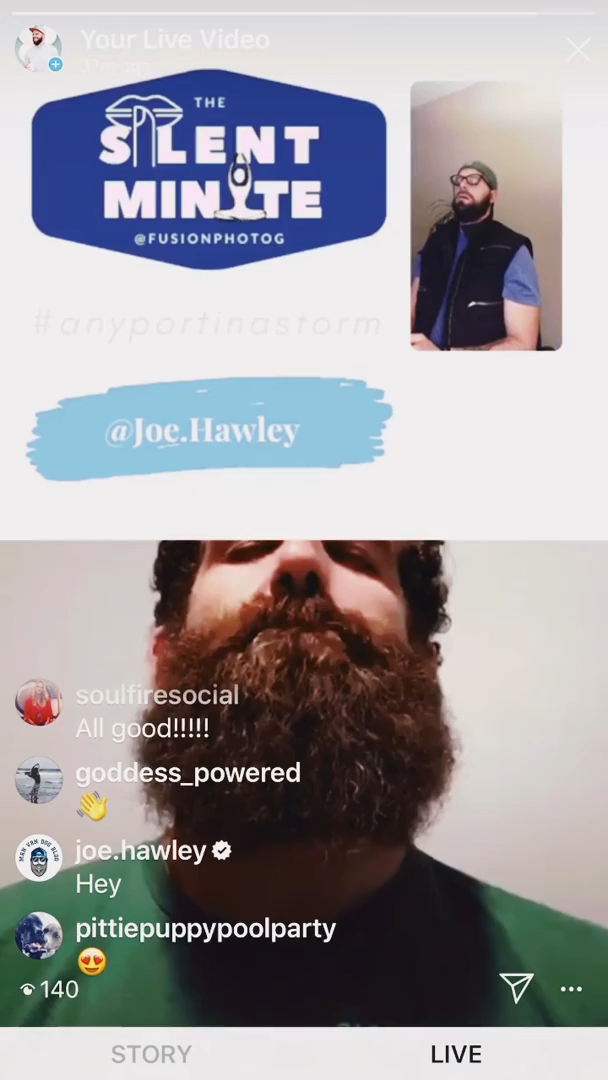 Your Live Video
THE
SILENT
MINUTE
@FUSIONPHOTOG
#anyportinastorm
@Joe.Hawley
soulfiresocial
All good!!!!!
goddess_powered
👋
joe.hawley
Hey
pittiepuppypoolparty
😍
140
STORY
LIVE